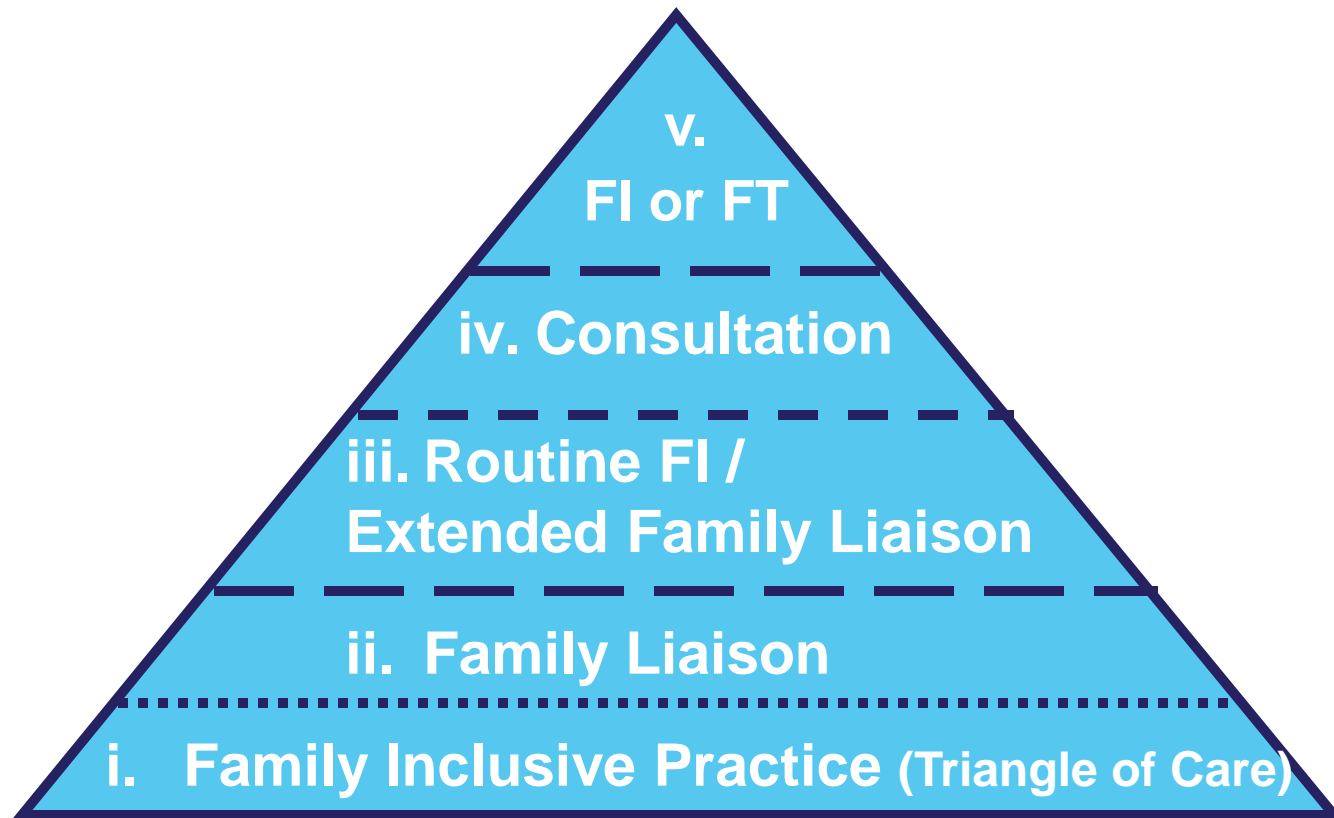 v.
FI or FT
iv. Consultation
iii. Routine FI /
Extended Family Liaison
ii. Family Liaison
i. Family Inclusive Practice (Triangle of Care)